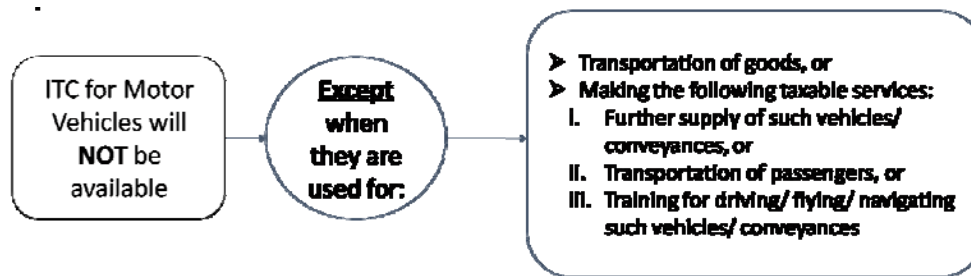 ITC for Motor
Vehicles will
NOT be
available
Except
when
they are
used for:
➤ Transportation of goods, or
➤ Making the following taxable services:
I. Further supply of such vehicles/
conveyances, or
II. Transportation of passengers, or
III. Training for driving/ flying/ navigating
such vehicles/ conveyances